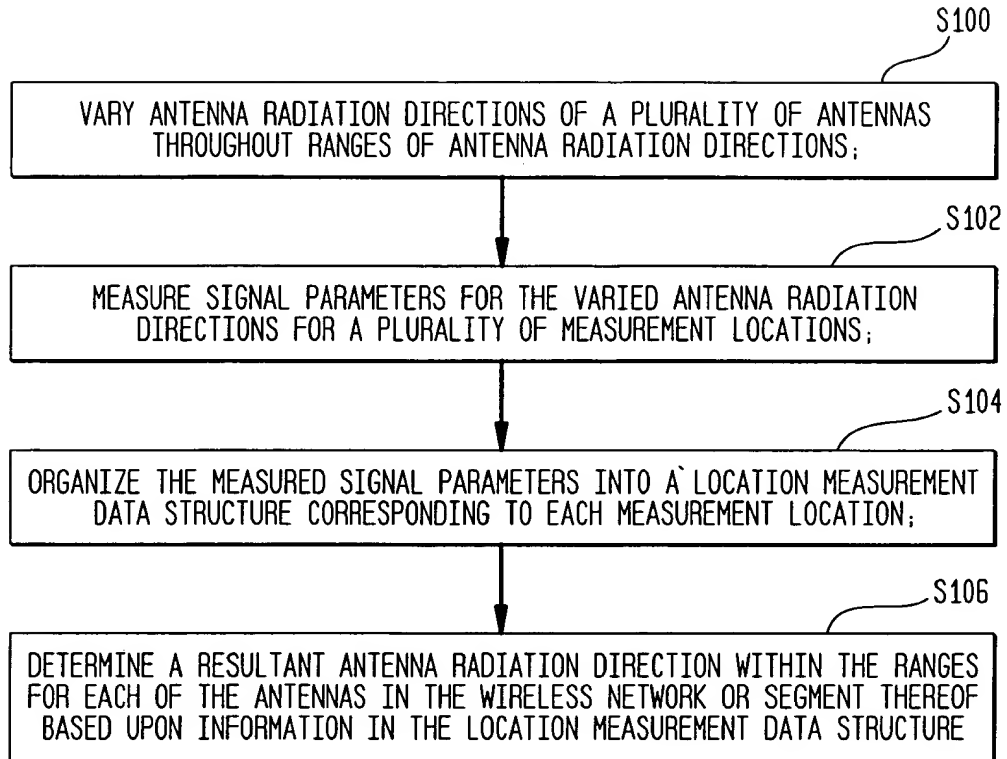 S100
VARY ANTENNA RADIATION DIRECTIONS OF A PLURALITY OF ANTENNAS
THROUGHOUT RANGES OF ANTENNA RADIATION DIRECTIONS;
S102
MEASURE SIGNAL PARAMETERS FOR THE VARIED ANTENNA RADIATION
DIRECTIONS FOR A PLURALITY OF MEASUREMENT LOCATIONS;
S104
ORGANIZE THE MEASURED SIGNAL PARAMETERS INTO A LOCATION MEASUREMENT
DATA STRUCTURE CORRESPONDING TO EACH MEASUREMENT LOCATION;
S106
DETERMINE A RESULTANT ANTENNA RADIATION DIRECTION WITHIN THE RANGES
FOR EACH OF THE ANTENNAS IN THE WIRELESS NETWORK OR SEGMENT THEREOF
BASED UPON INFORMATION IN THE LOCATION MEASUREMENT DATA STRUCTURE